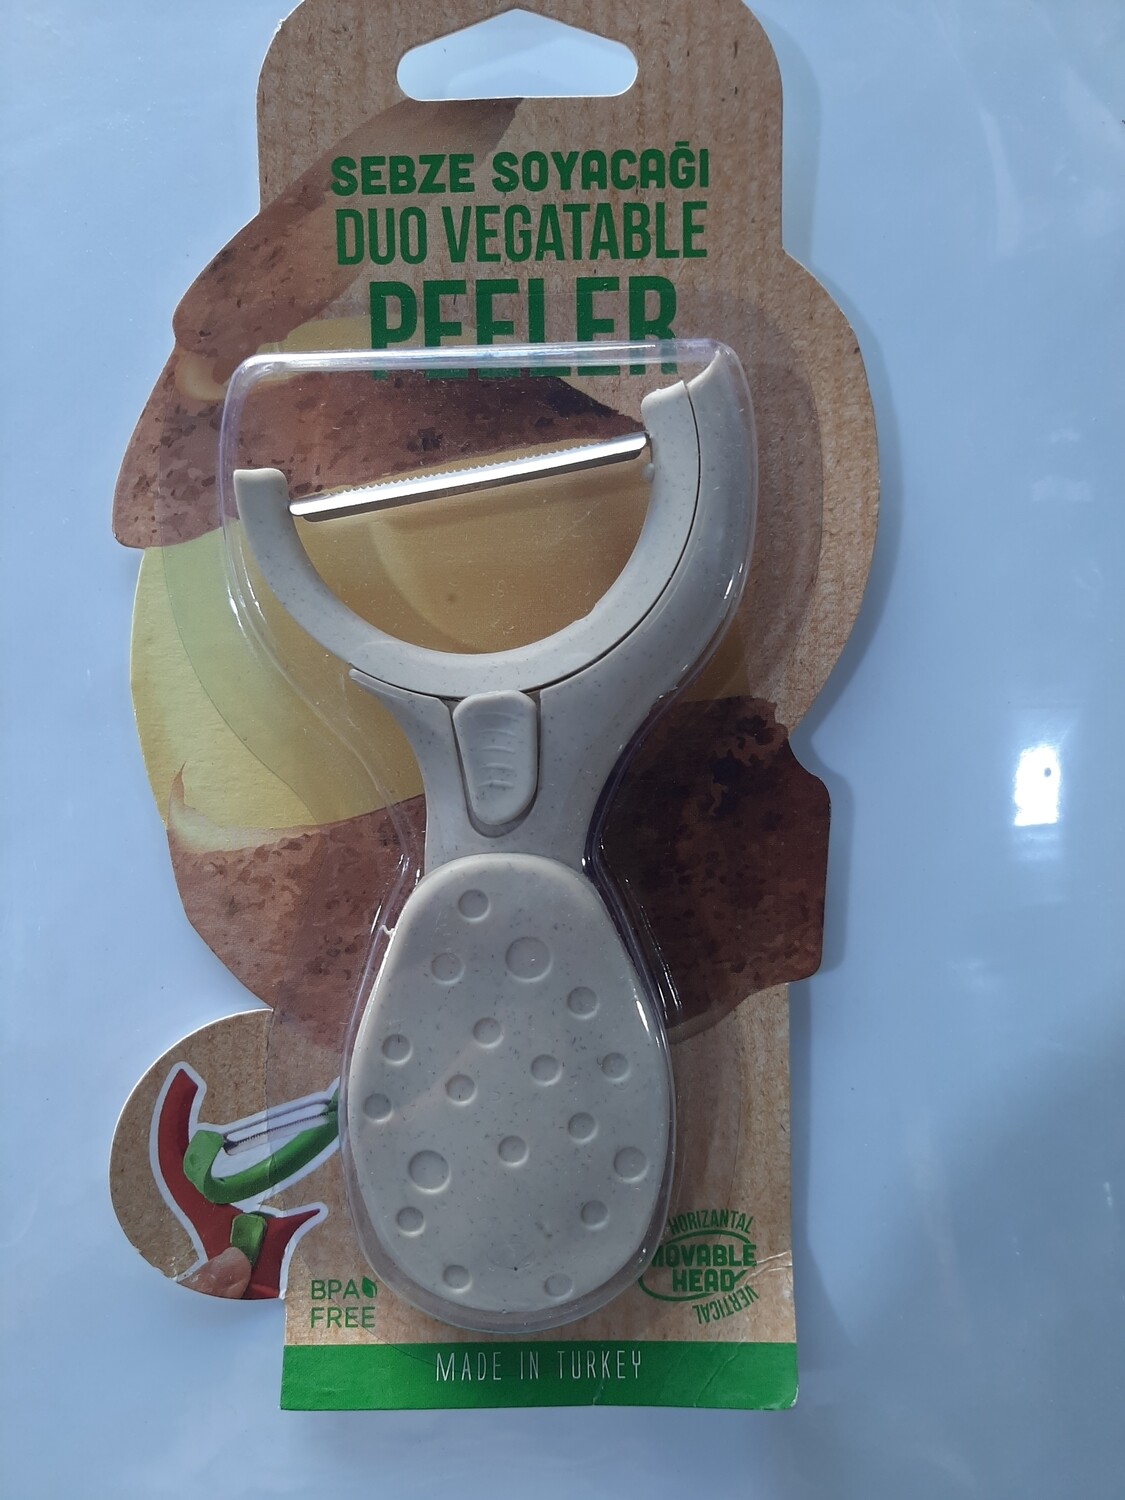 SEBZE SOYACAĞI
DUO VEGATABLE
PEELER
HORIZANTAL
MOVABLE
HEAD
VERTICAL
BPA
FREE
MADE IN TURKEY